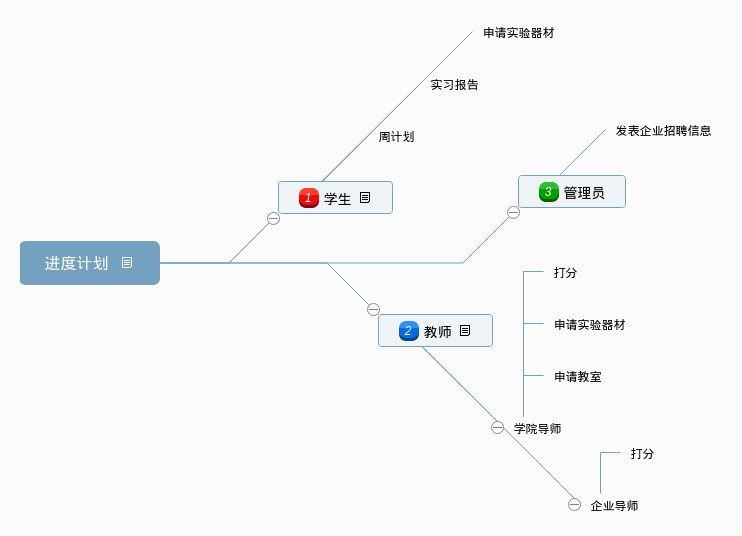 申请实验器材
实习报告
周计划
发表企业招聘信息
1 学生
3 管理员
进度计划
打分
2 教师
申请实验器材
申请教室
学院导师
打分
企业导师